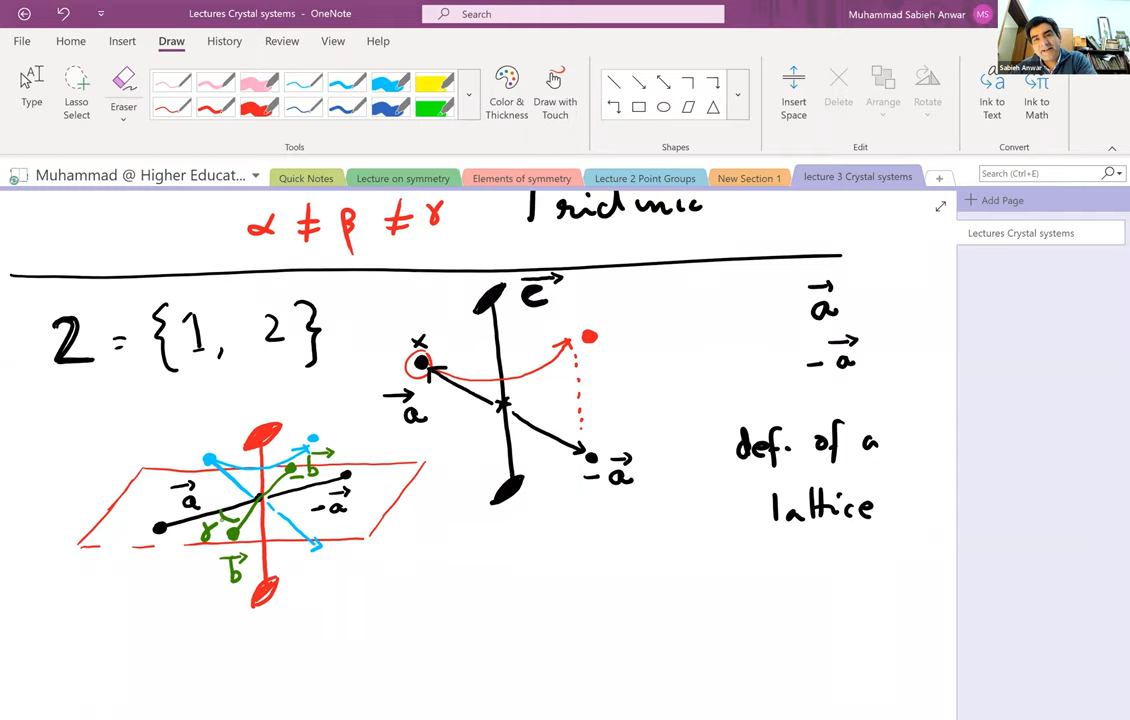 Lectures Crystal systems - OneNote
Search
Muhammad Sabieh Anwar
MS
File Home Insert Draw History Review View Help
Sabieh Anwar
Type
Lasso Select
Eraser
Color & Thickness
Draw with Touch
Insert Space
Delete
Arrange
Rotate
Ink to Text
Ink to Math
Tools
Shapes
Edit
Convert
Muhammad @ Higher Educat...
Quick Notes
Lecture on symmetry
Elements of symmetry
Lecture 2 Point Groups
New Section 1
lecture 3 Crystal systems
Search (Ctrl+E)
Add Page
Lectures Crystal systems
α ≠ β ≠ γ
Triclinic
2 = {1, 2}
c⃗
x
a⃗
-a⃗
a⃗
-a⃗
def. of a
lattice
a⃗
-a⃗
-b⃗
γ
b⃗